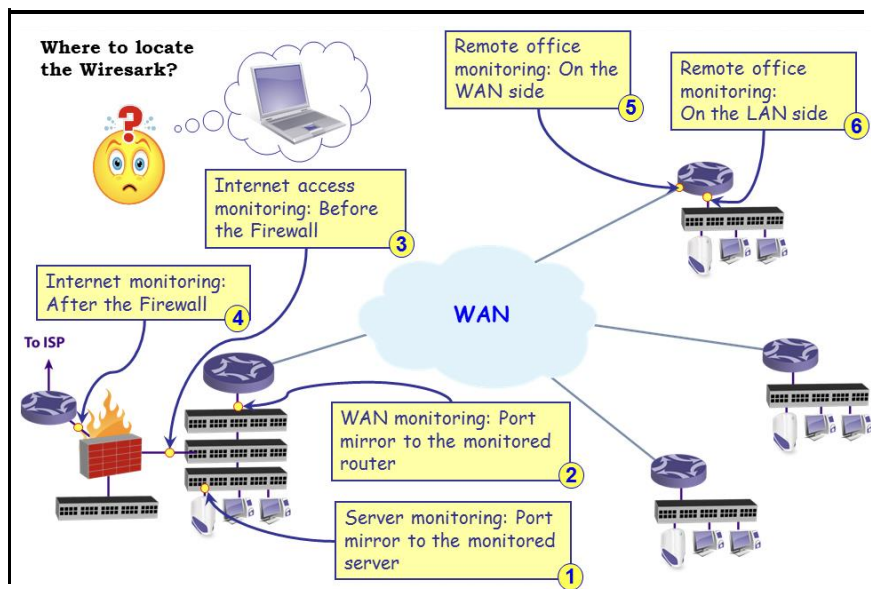 Where to locate
the Wiresark?
Remote office
monitoring: On the
WAN side
5
Remote office
monitoring:
On the LAN side
6
Internet access
monitoring: Before
the Firewall
3
Internet monitoring:
After the Firewall
4
To ISP
WAN
WAN monitoring: Port
mirror to the monitored
router
2
Server monitoring: Port
mirror to the monitored
server
1